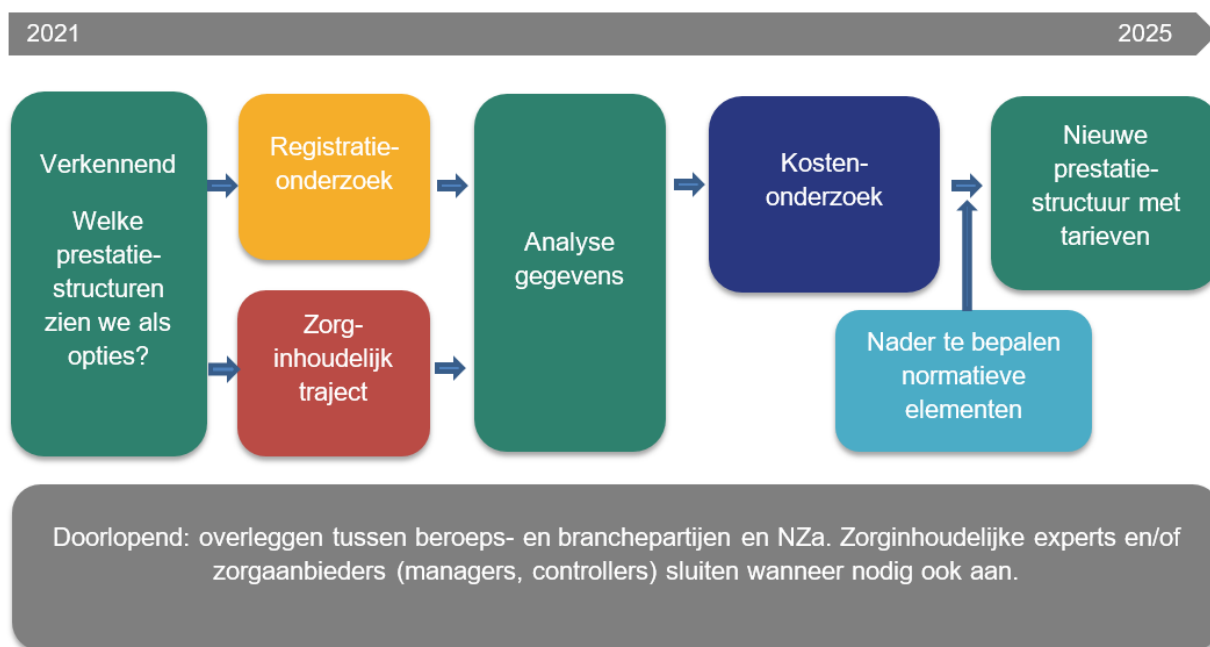 2021
2025
Verkennend
Welke
prestatie-
structuren
zien we als
opties?
Registratie-
onderzoek
Zorg-
inhoudelijk
traject
Analyse
gegevens
Kosten-
onderzoek
Nieuwe
prestatie-
structuur met
tarieven
Nader te bepalen
normatieve
elementen
Doorlopend: overleggen tussen beroeps- en branchepartijen en NZa. Zorginhoudelijke experts en/of
zorgaanbieders (managers, controllers) sluiten wanneer nodig ook aan.